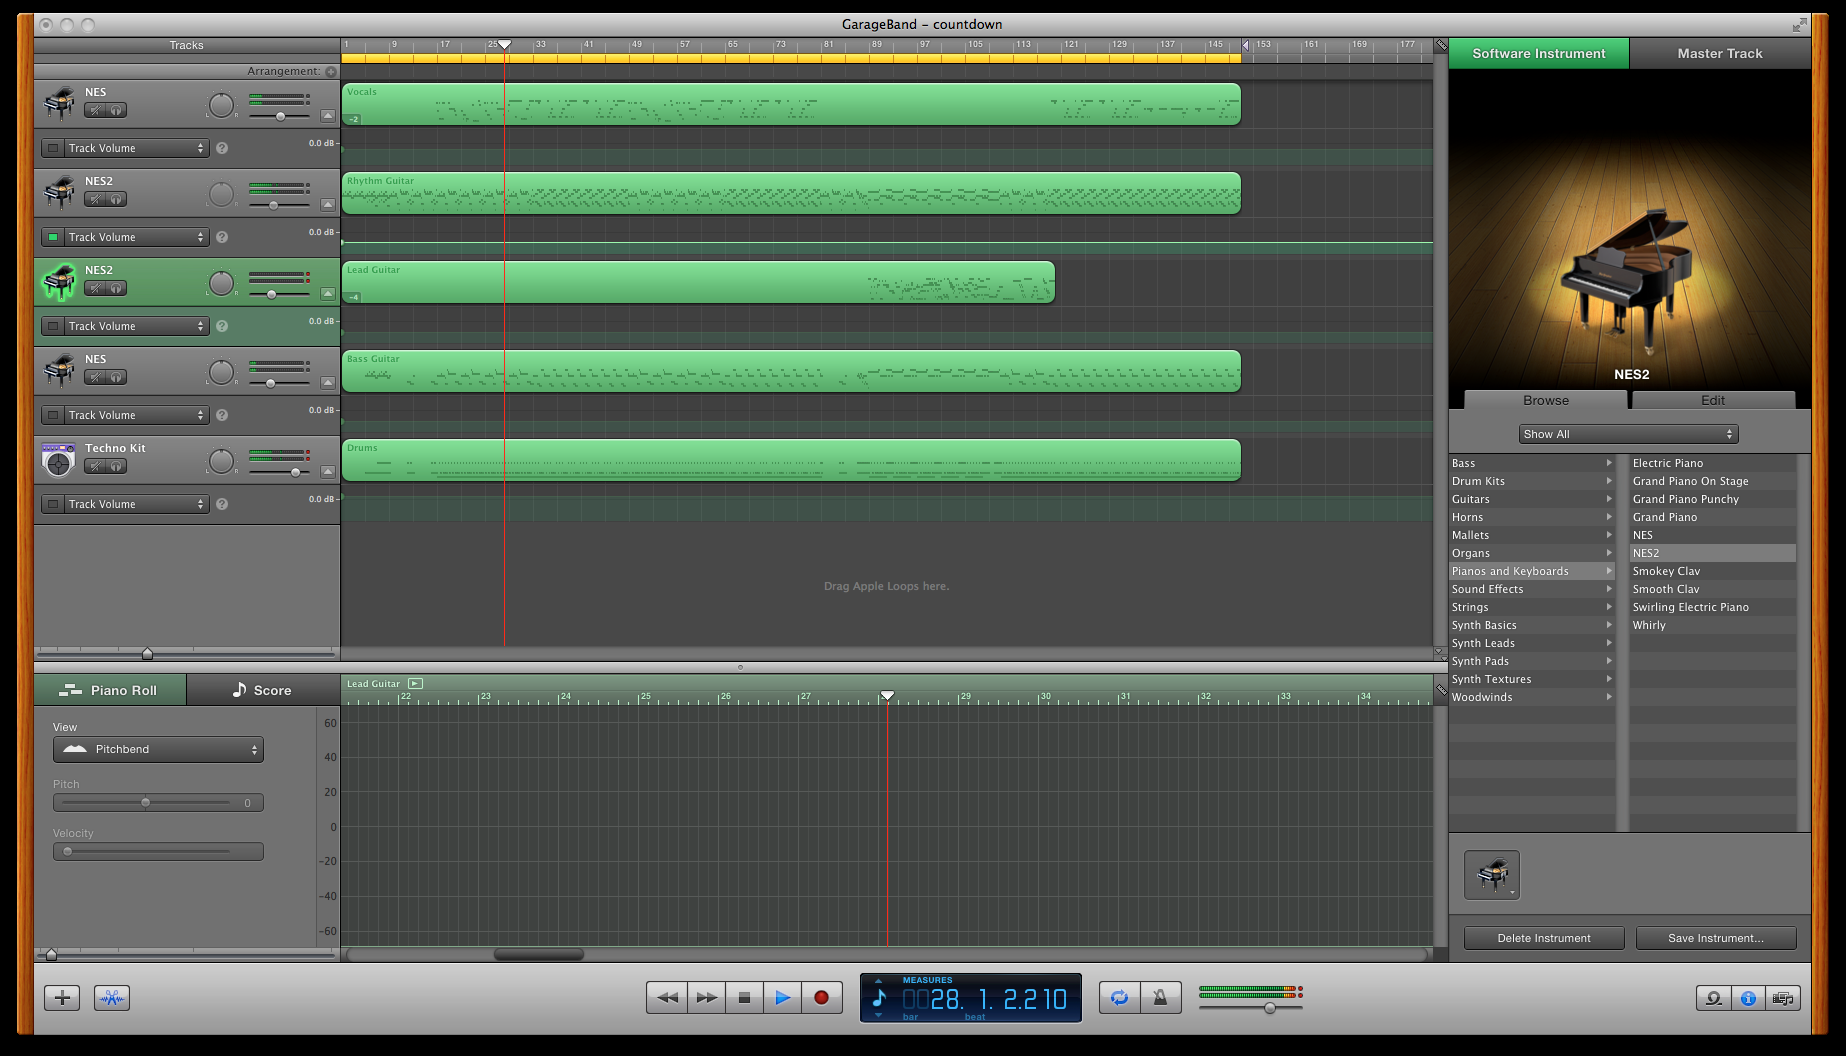 GarageBand – countdown
Tracks
1 9 17 25 33 41 49 57 65 73 81 89 97 105 113 121 129 137 145 153 161 169 177
Arrangement:
NES
Vocals
-2
Track Volume
0.0 dB
NES2
Rhythm Guitar
Track Volume
0.0 dB
NES2
Lead Guitar
-4
Track Volume
0.0 dB
NES
Bass Guitar
Track Volume
0.0 dB
Techno Kit
Drums
Track Volume
0.0 dB
Drag Apple Loops here.
Software Instrument
Master Track
NES2
Browse
Edit
Show All
Bass
Drum Kits
Guitars
Horns
Mallets
Organs
Pianos and Keyboards
Sound Effects
Strings
Synth Basics
Synth Leads
Synth Pads
Synth Textures
Woodwinds
Electric Piano
Grand Piano On Stage
Grand Piano Punchy
Grand Piano
NES
NES2
Smokey Clav
Smooth Clav
Swirling Electric Piano
Whirly
Delete Instrument
Save Instrument...
Piano Roll
Score
Lead Guitar
22 23 24 25 26 27 29 30 31 32 33 34
View
Pitchbend
Pitch
0
Velocity
60
40
20
0
-20
-40
-60
MEASURES
0028. 1. 2.210
bar
beat